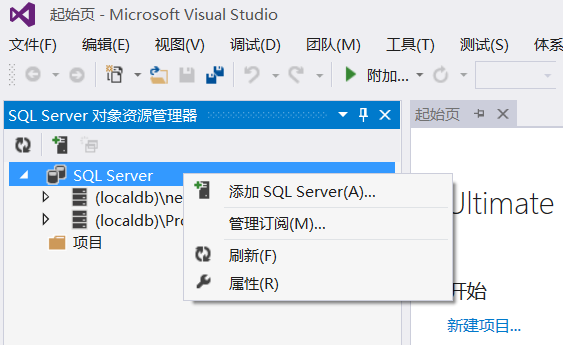 起始页 - Microsoft Visual Studio
文件(F) 编辑(E) 视图(V) 调试(D) 团队(M) 工具(T) 测试(S) 体系
附加...
SQL Server 对象资源管理器
起始页
SQL Server
(localdb)\ne
(localdb)\Pro
项目
添加 SQL Server(A)...
管理订阅(M)...
刷新(F)
属性(R)
Ultimate
开始
新建项目...